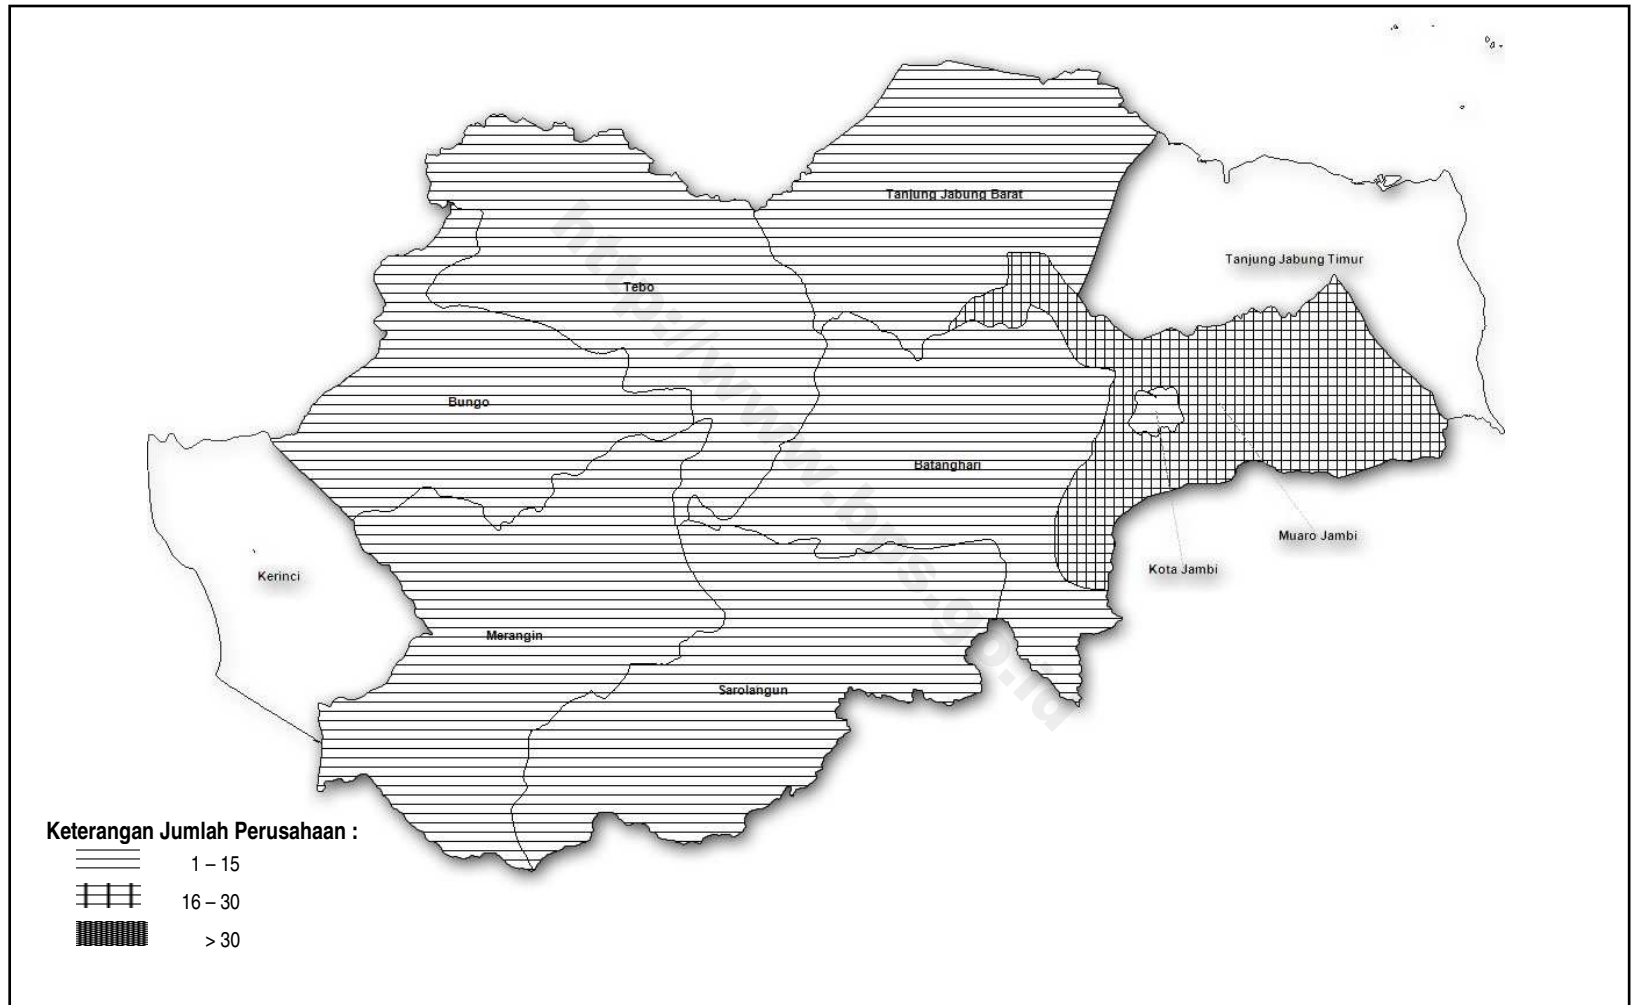 Tanjung Jabung Barat
Tanjung Jabung Timur
Tebo
Bungo
Batanghari
Muaro Jambi
Kota Jambi
Kerinci
Merangin
Sarolangun
http://www.bps.go.id
Keterangan Jumlah Perusahaan :
1 – 15
16 – 30
> 30